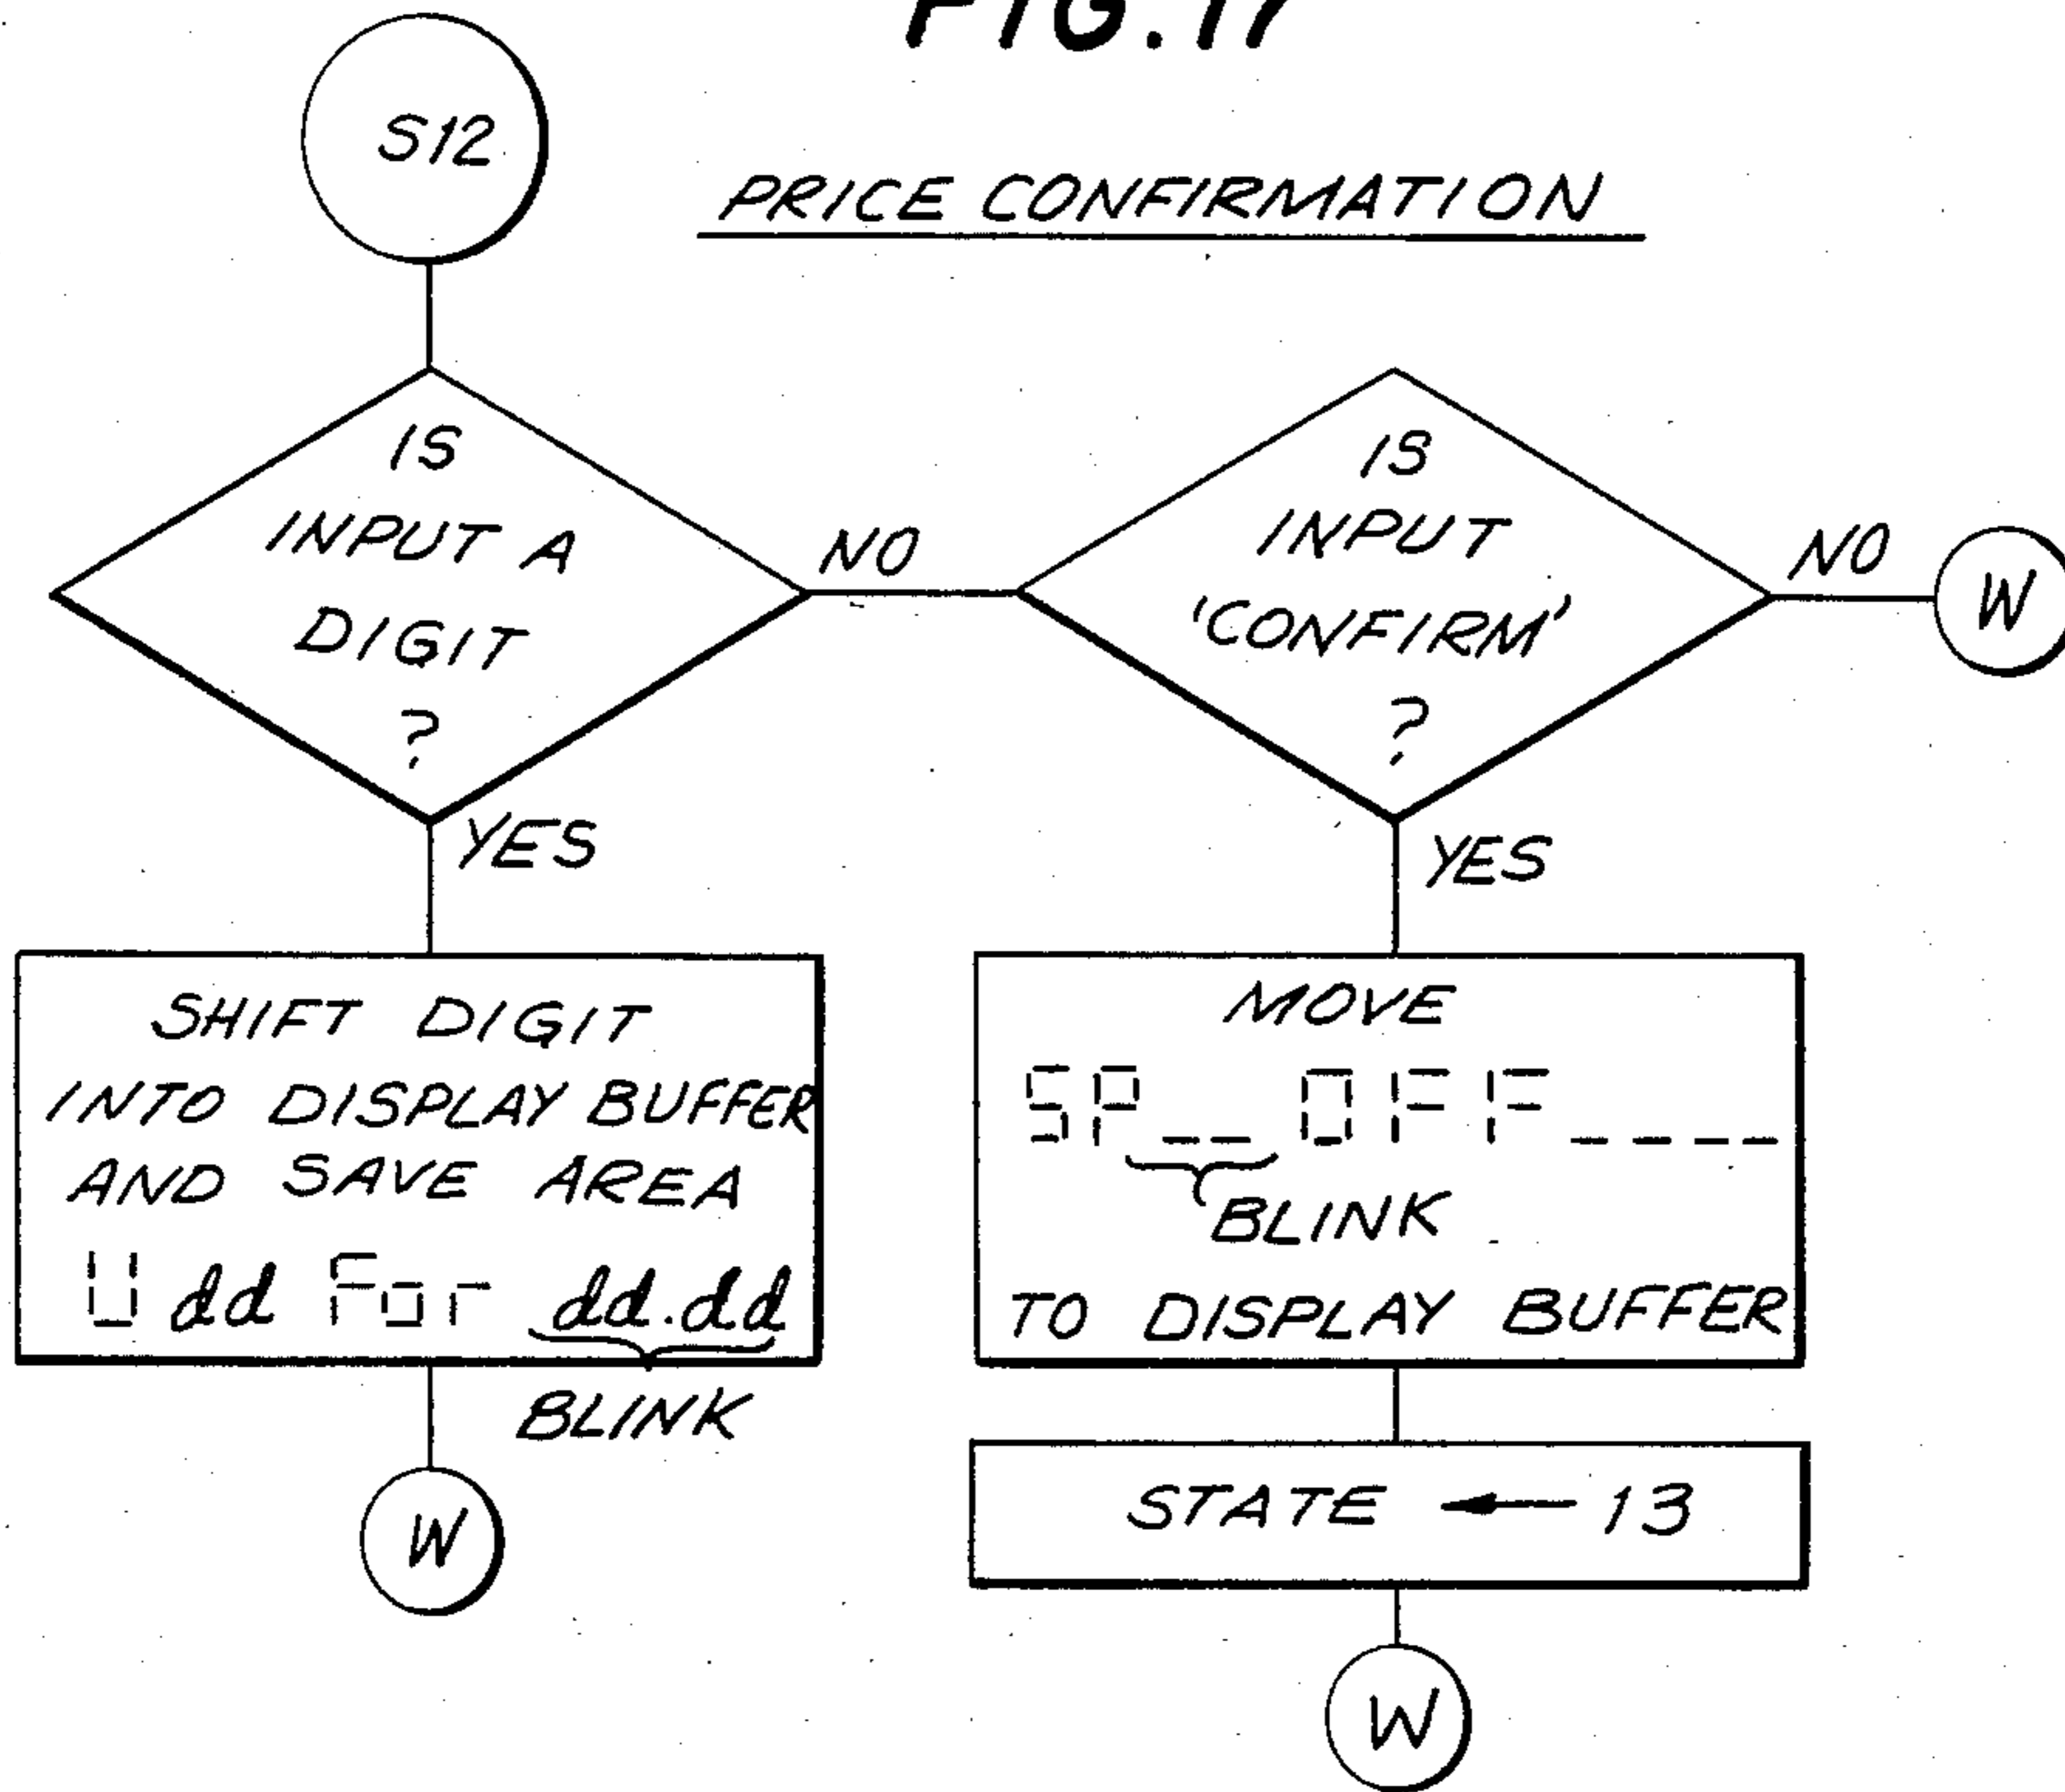 FIG. 17
S12
PRICE CONFIRMATION
IS
INPUT A
DIGIT
?
NO
YES
IS
INPUT
'CONFIRM'
?
NO
W
YES
SHIFT DIGIT
INTO DISPLAY BUFFER
AND SAVE AREA
U dd For dd.dd
BLINK
W
MOVE
SP__OFF____
BLINK
TO DISPLAY BUFFER
STATE ← 13
W